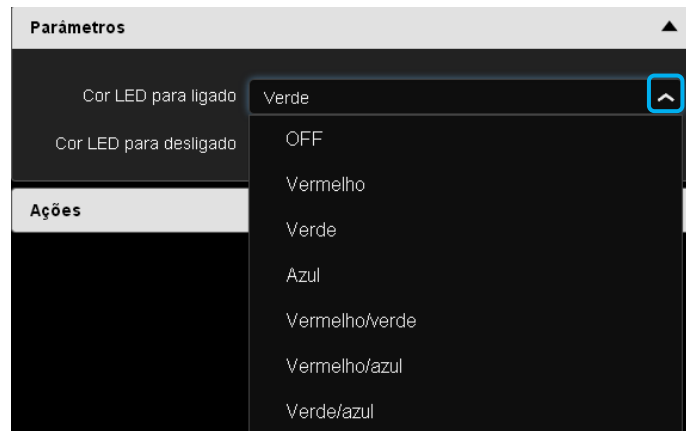 Parámetros
Cor LED para ligado
Verde
Cor LED para desligado
OFF
Vermelho
Ações
Verde
Azul
Vermelho/verde
Vermelho/azul
Verde/azul